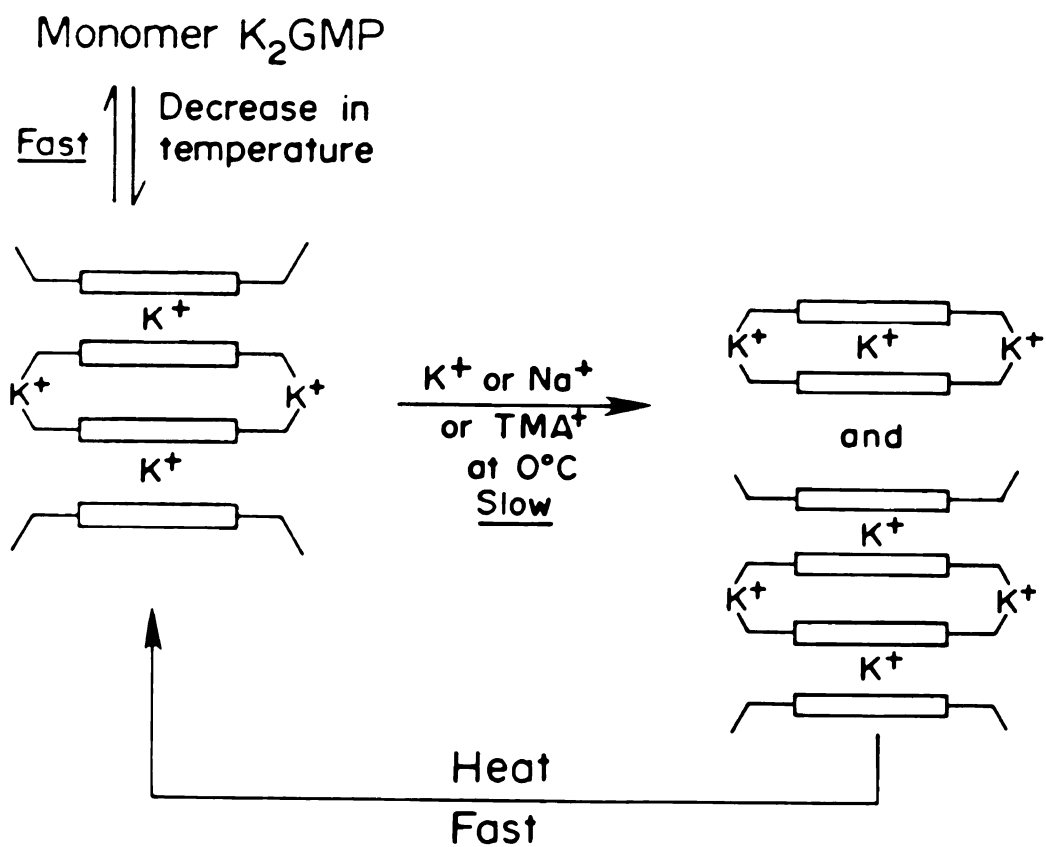 Monomer K₂GMP
Fast
Decrease in
temperature
K⁺
K⁺ K⁺
K⁺
K⁺ or Na⁺
or TMA⁺
at 0°C
Slow
K⁺ K⁺ K⁺
and
K⁺
K⁺ K⁺
K⁺
Heat
Fast